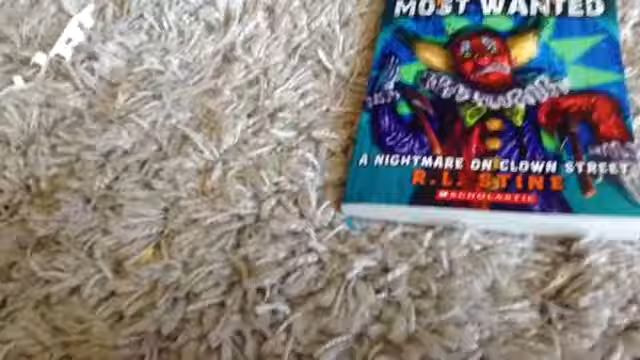 MOST WANTED
A NIGHTMARE ON CLOWN STREET
R.L. STINE
SCHOLASTIC